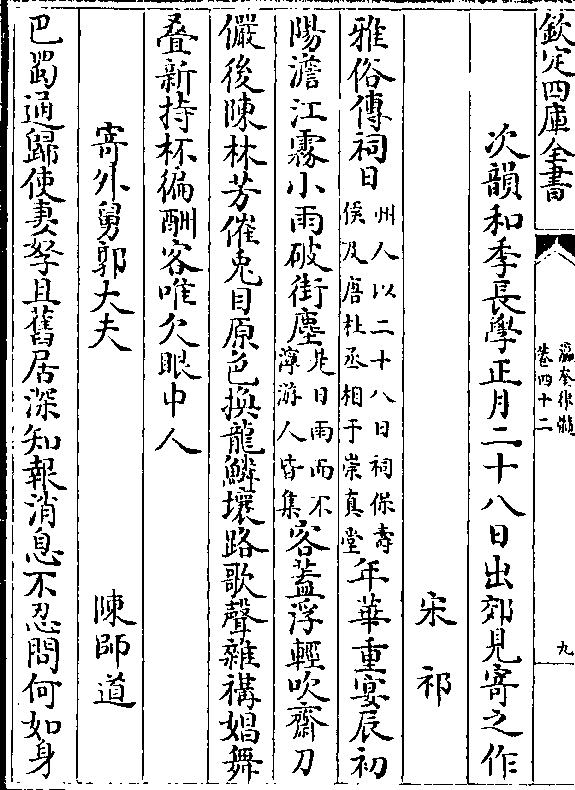 欽定四庫全書
瀛奎律髓
卷四十二
九
次韻和季長學正月二十八日出郊見寄之作
宋祁
雅俗傳祠日州人以二十八日祠保壽侯及唐杜丞相于崇真堂年華重宴辰初
陽澹江霧小雨破街塵是日雨而不濘游人皆集客蓋浮輕吹齋刀
儼後陳林芳催兎目原色換龍鱗壤路歌聲雜娼舞
疊新持杯徧酬客唯欠眼中人
寄外舅郭大夫
陳師道
巴蜀通歸使妻孥且舊居深知報消息不忍問何如身